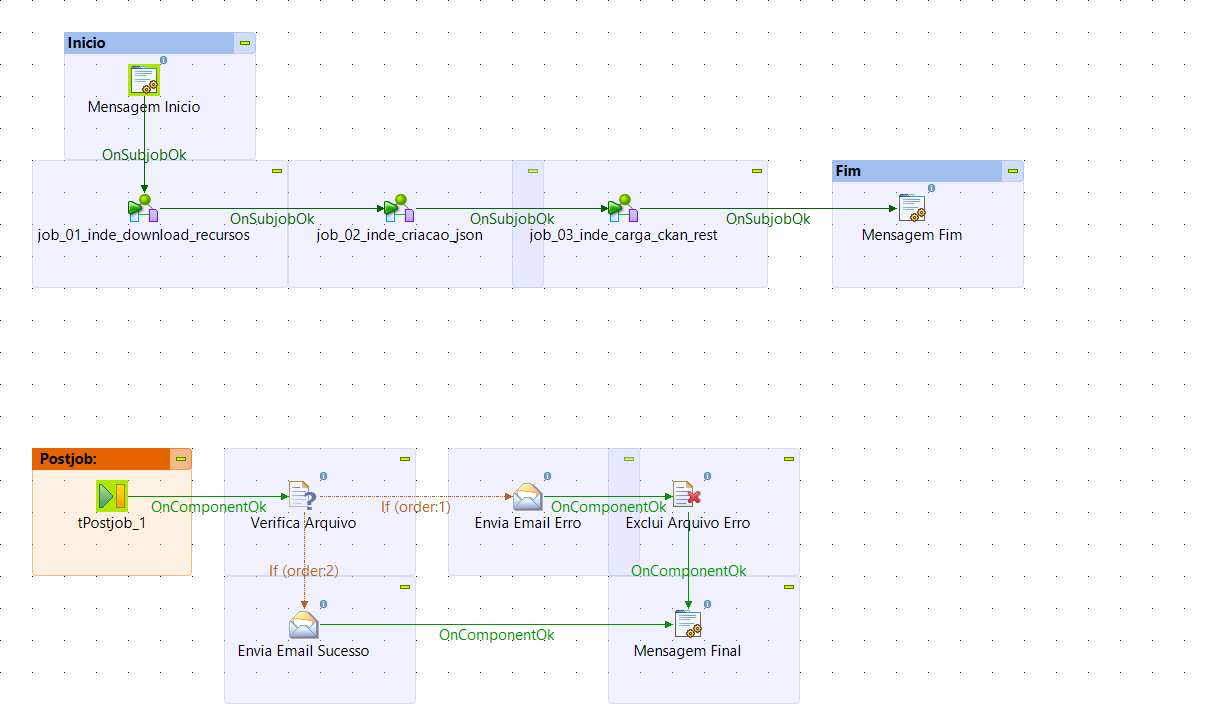 Inicio
Mensagem Inicio
OnSubjobOk
job_01_inde_download_recursos
OnSubjobOk
job_02_inde_criacao_json
OnSubjobOk
job_03_inde_carga_ckan_rest
OnSubjobOk
Fim
Mensagem Fim
Postjob:
tPostjob_1
OnComponentOk
Verifica Arquivo
If (order:1)
Envia Email Erro
OnComponentOk
Exclui Arquivo Erro
If (order:2)
OnComponentOk
Envia Email Sucesso
OnComponentOk
Mensagem Final